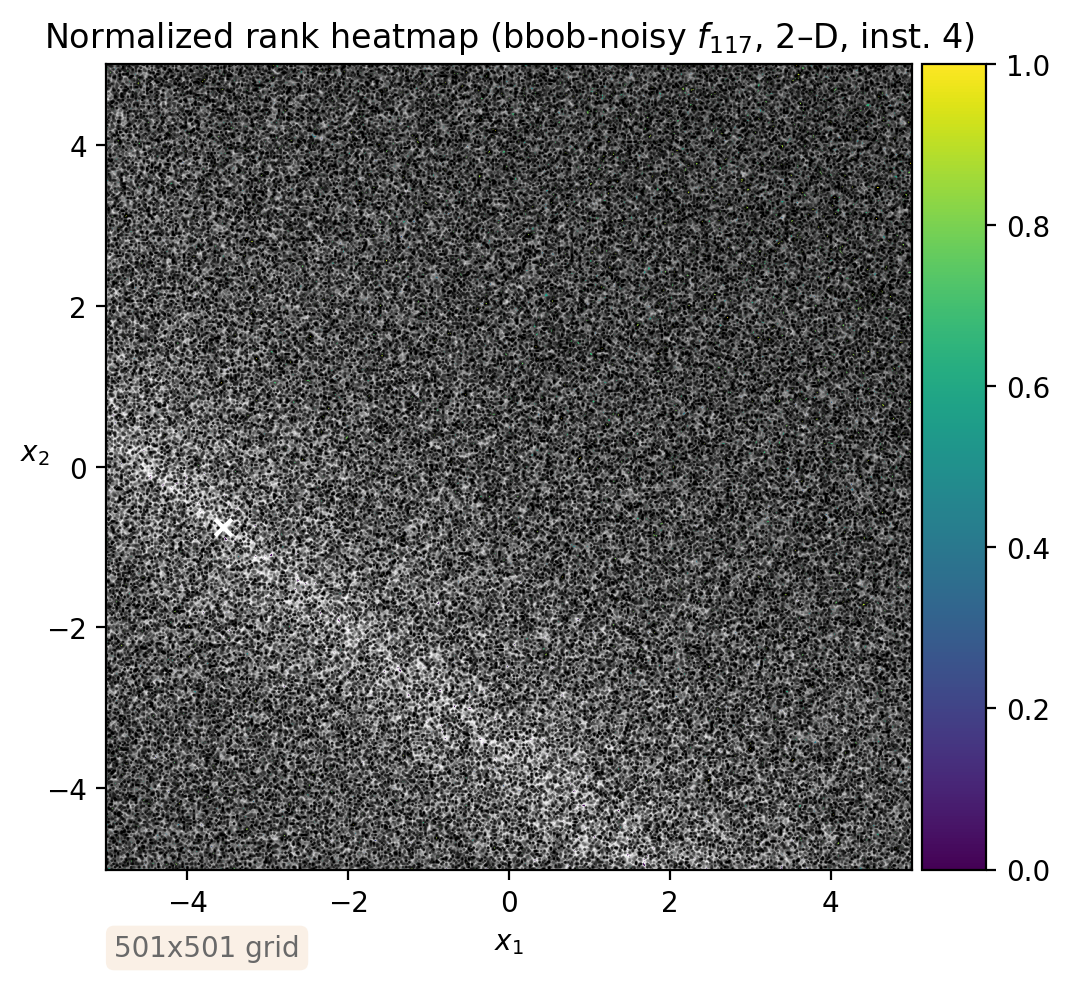 Normalized rank heatmap (bbob-noisy f117, 2–D, inst. 4)
1.0
0.8
0.6
0.4
0.2
0.0
4
2
0
−2
−4
x2
−4 −2 0 2 4
x1
501x501 grid